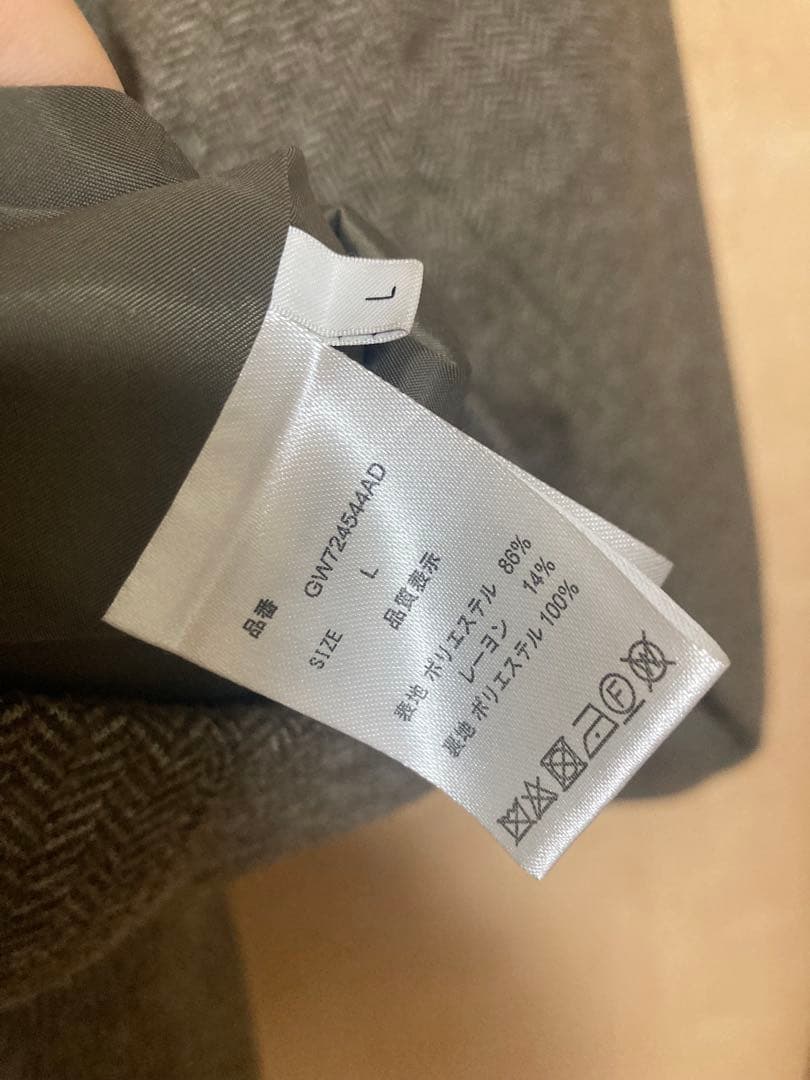 L
品番 GW724544AD
SIZE L
品質表示
表地 ポリエステル 86%
レーヨン 14%
裏地 ポリエステル 100%
F
W